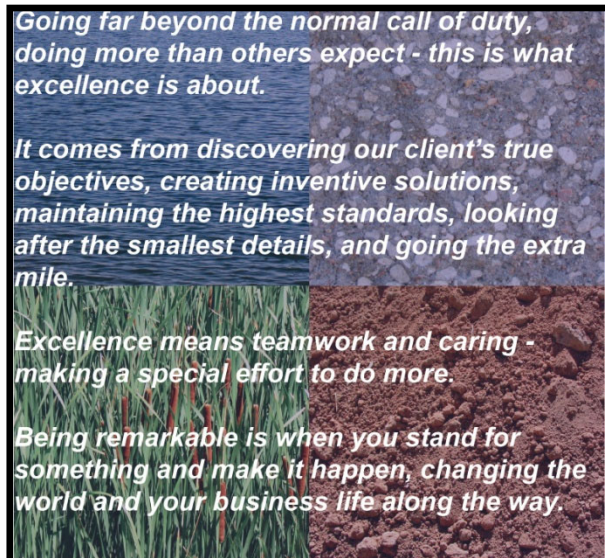 Going far beyond the normal call of duty,
doing more than others expect - this is what
excellence is about.
It comes from discovering our client's true
objectives, creating inventive solutions,
maintaining the highest standards, looking
after the smallest details, and going the extra
mile.
Excellence means teamwork and caring -
making a special effort to do more.
Being remarkable is when you stand for
something and make it happen, changing the
world and your business life along the way.